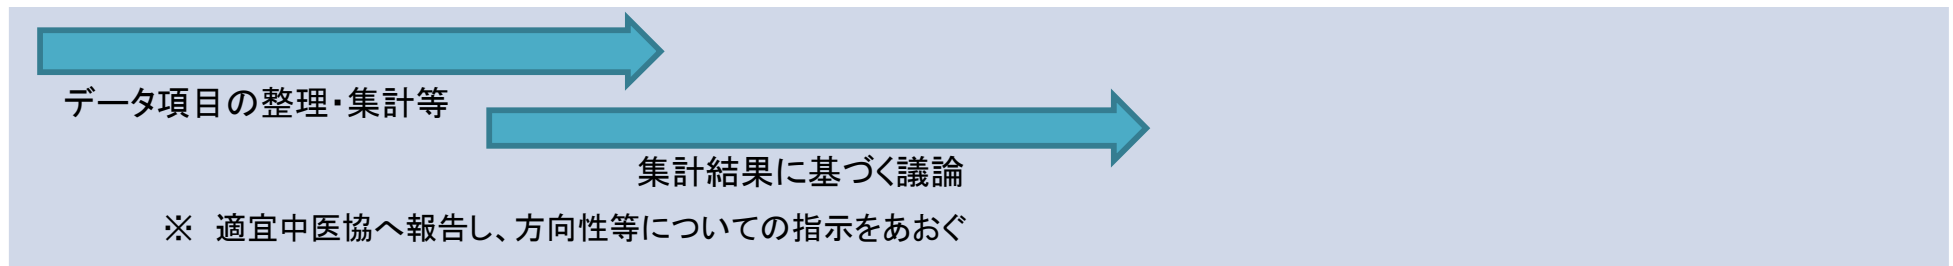 データ項目の整理・集計等
集計結果に基づく議論
※　適宜中医協へ報告し、方向性等についての指示をあおぐ